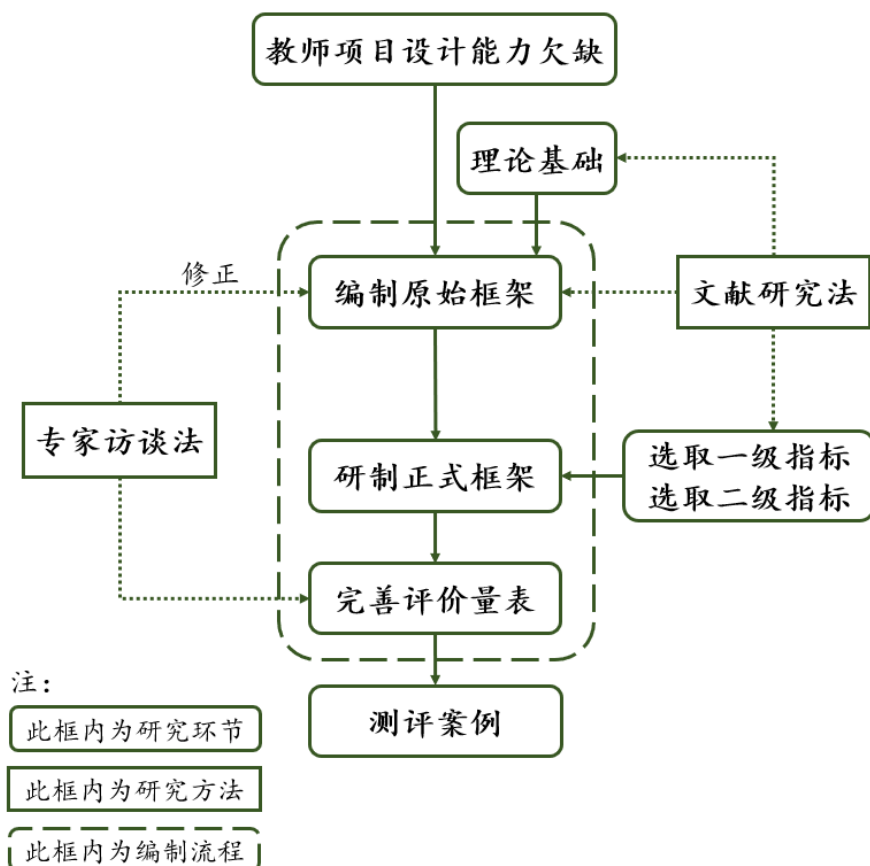 教师项目设计能力欠缺
理论基础
修正
编制原始框架
文献研究法
专家访谈法
研制正式框架
选取一级指标
选取二级指标
完善评价量表
测评案例
注：
此框内为研究环节
此框内为研究方法
此框内为编制流程